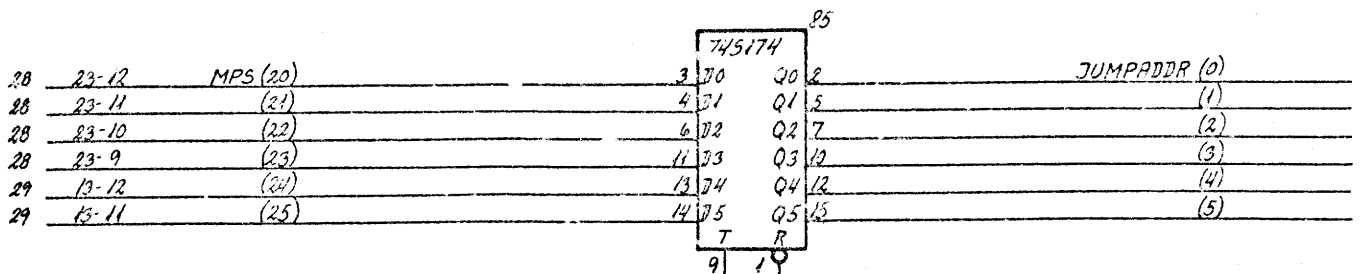 85
74S174
28 23-12 MPS (20) 3 D0 Q0 2 JUMPADDR (0)
28 23-11 (21) 4 D1 Q1 5 (1)
28 23-10 (22) 6 D2 Q2 7 (2)
28 23-9 (23) 11 D3 Q3 10 (3)
29 13-12 (24) 13 D4 Q4 12 (4)
29 13-11 (25) 14 D5 Q5 15 (5)
T R
9 1